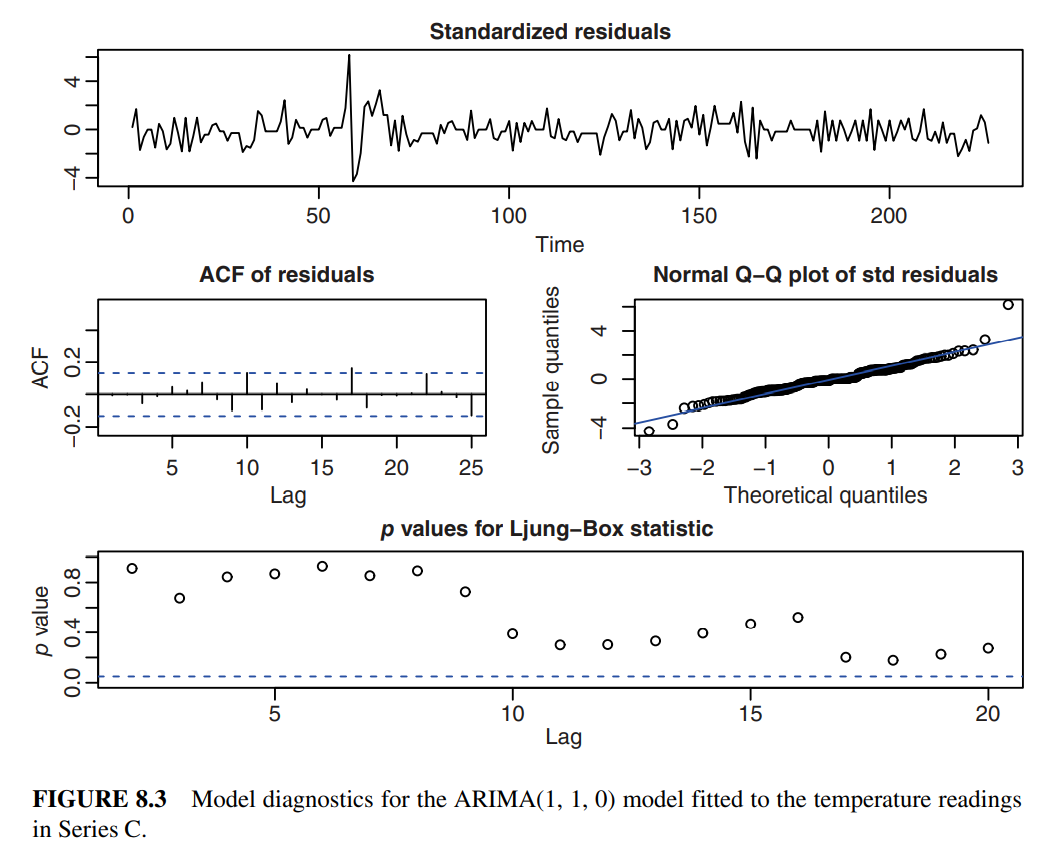 Standardized residuals
4
0
−4
0 50 100 150 200
Time
ACF of residuals
ACF
0.2
−0.2
5 10 15 20 25
Lag
Normal Q−Q plot of std residuals
Sample quantiles
4
0
−4
−3 −2 −1 0 1 2 3
Theoretical quantiles
p values for Ljung−Box statistic
p value
0.8
0.4
0.0
5 10 15 20
Lag
FIGURE 8.3 Model diagnostics for the ARIMA(1, 1, 0) model fitted to the temperature readings
in Series C.